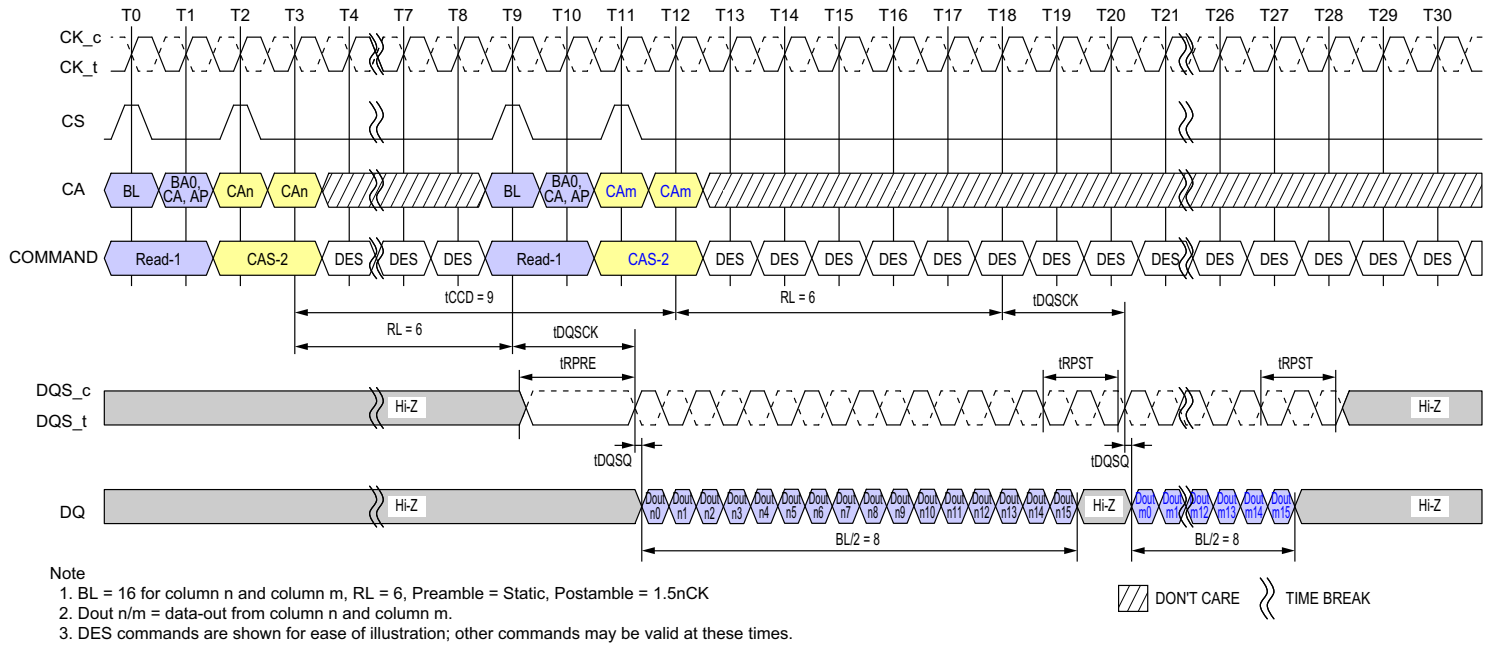 T0 T1 T2 T3 T4 T7 T8 T9 T10 T11 T12 T13 T14 T15 T16 T17 T18 T19 T20 T21 T26 T27 T28 T29 T30
CK_c
CK_t
CS
CA BL BA0, CA, AP CAn CAn BL BA0, CA, AP CAm CAm
COMMAND Read-1 CAS-2 DES DES DES Read-1 CAS-2 DES DES DES DES DES DES DES DES DES DES DES DES DES DES
tCCD = 9 RL = 6 tDQSCK
RL = 6 tDQSCK
tRPRE tRPST tRPST
DQS_c
DQS_t
Hi-Z Hi-Z
tDQSQ tDQSQ
DQ Hi-Z Dout n0 Dout n1 Dout n2 Dout n3 Dout n4 Dout n5 Dout n6 Dout n7 Dout n8 Dout n9 Dout n10 Dout n11 Dout n12 Dout n13 Dout n14 Dout n15 Hi-Z Dout m0 Dout m1 Dout m12 Dout m13 Dout m14 Dout m15 Hi-Z
BL/2 = 8 BL/2 = 8
Note
1. BL = 16 for column n and column m, RL = 6, Preamble = Static, Postamble = 1.5nCK
2. Dout n/m = data-out from column n and column m.
3. DES commands are shown for ease of illustration; other commands may be valid at these times.
DON'T CARE TIME BREAK